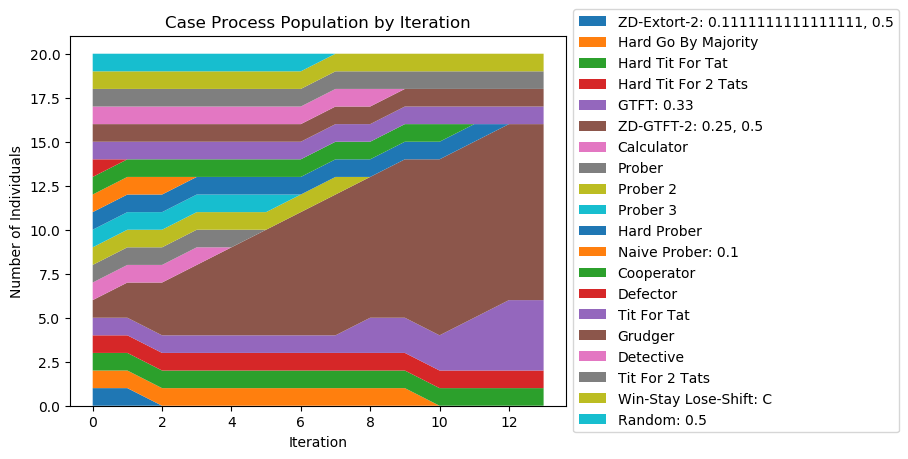 Case Process Population by Iteration
Number of Individuals
20.0
17.5
15.0
12.5
10.0
7.5
5.0
2.5
0.0
0 2 4 6 8 10 12
Iteration
ZD-Extort-2: 0.1111111111111111, 0.5
Hard Go By Majority
Hard Tit For Tat
Hard Tit For 2 Tats
GTFT: 0.33
ZD-GTFT-2: 0.25, 0.5
Calculator
Prober
Prober 2
Prober 3
Hard Prober
Naive Prober: 0.1
Cooperator
Defector
Tit For Tat
Grudger
Detective
Tit For 2 Tats
Win-Stay Lose-Shift: C
Random: 0.5